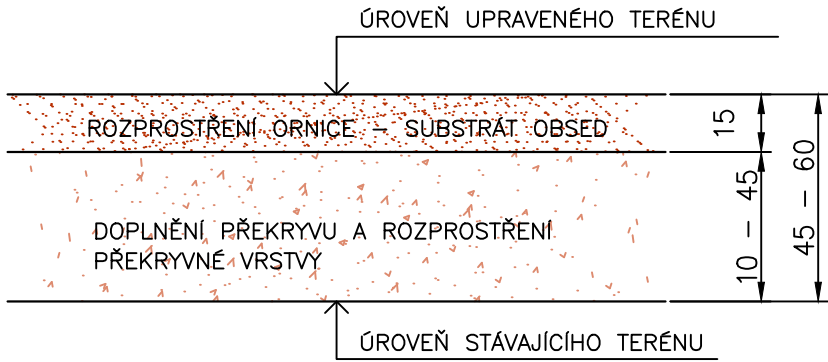 ÚROVEŇ UPRAVENÉHO TERÉNU
ROZPROSTŘENÍ ORNICE – SUBSTRÁT OBSED
15
DOPLNĚNÍ PŘEKRYVU A ROZPROSTŘENÍ
PŘEKRYVNÉ VRSTVY
10 – 45
45 – 60
ÚROVEŇ STÁVAJÍCÍHO TERÉNU